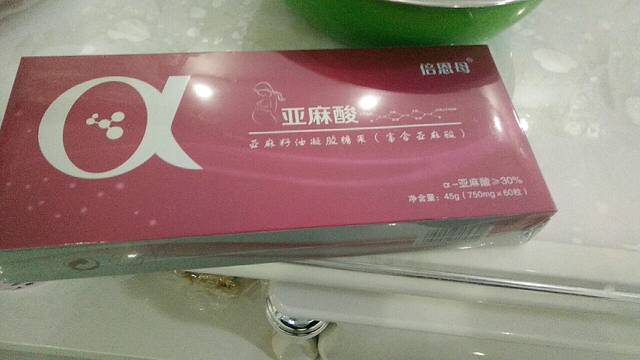 倍恩母®
α
亚麻酸
亚麻籽油凝胶糖果（富含亚麻酸）
α-亚麻酸≥30%
净含量：45g（750mg×60粒）